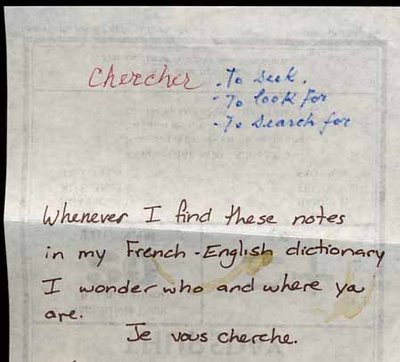 Chercher . To seek.
- To look for
- To search for
Whenever I find these notes
in my French-English dictionary
I wonder who and where you
are.
Je vous cherche.